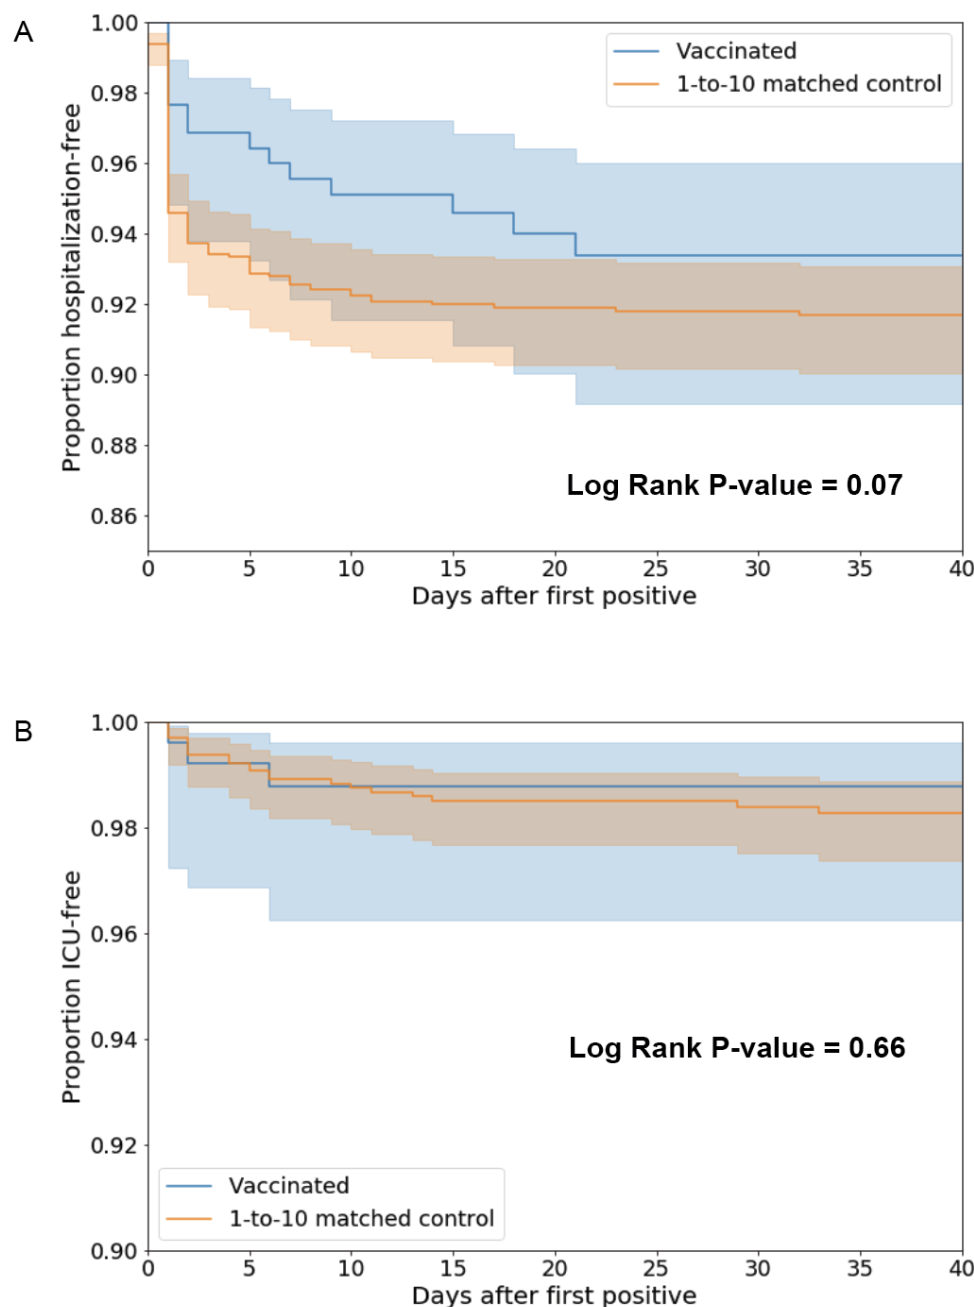 A
Proportion hospitalization-free
1.00
0.98
0.96
0.94
0.92
0.90
0.88
0.86
Vaccinated
1-to-10 matched control
Log Rank P-value = 0.07
0 5 10 15 20 25 30 35 40
Days after first positive
B
Proportion ICU-free
1.00
0.98
0.96
0.94
0.92
0.90
Log Rank P-value = 0.66
Vaccinated
1-to-10 matched control
0 5 10 15 20 25 30 35 40
Days after first positive